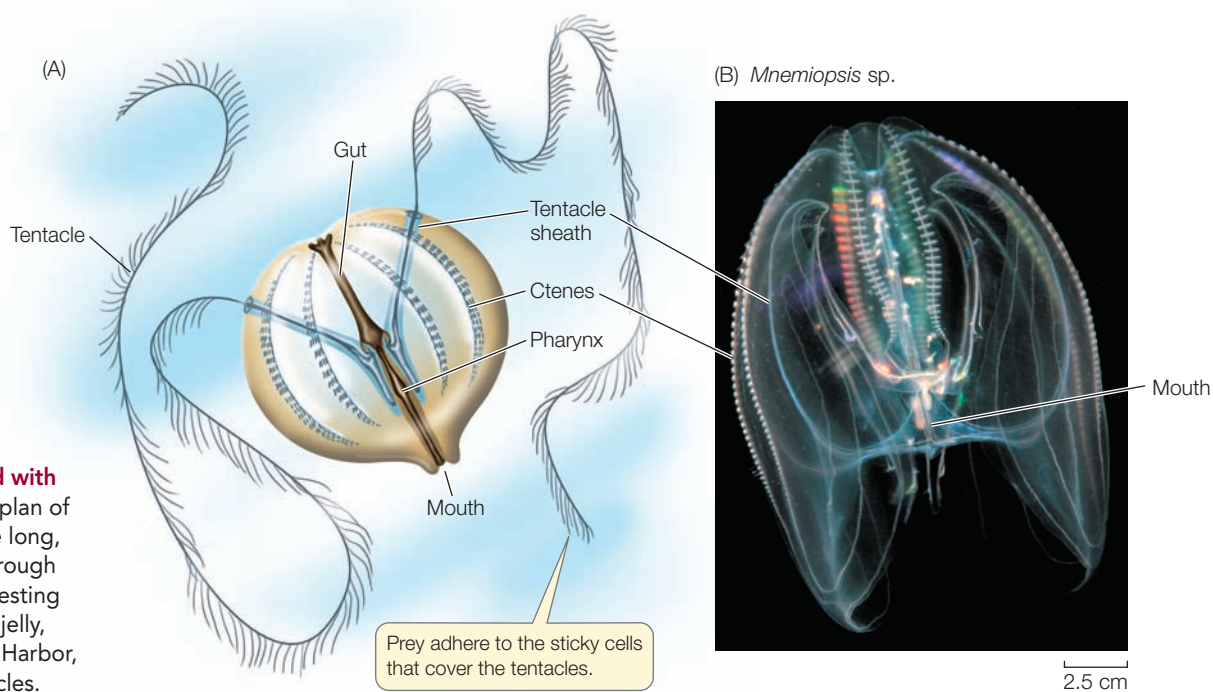 (A)
(B) Mnemiopsis sp.
Gut
Tentacle
Tentacle
sheath
Ctenes
Pharynx
Mouth
Mouth
Prey adhere to the sticky cells
that cover the tentacles.
2.5 cm
with
plan of
long,
rough
esting
jelly,
Harbor,
cles.